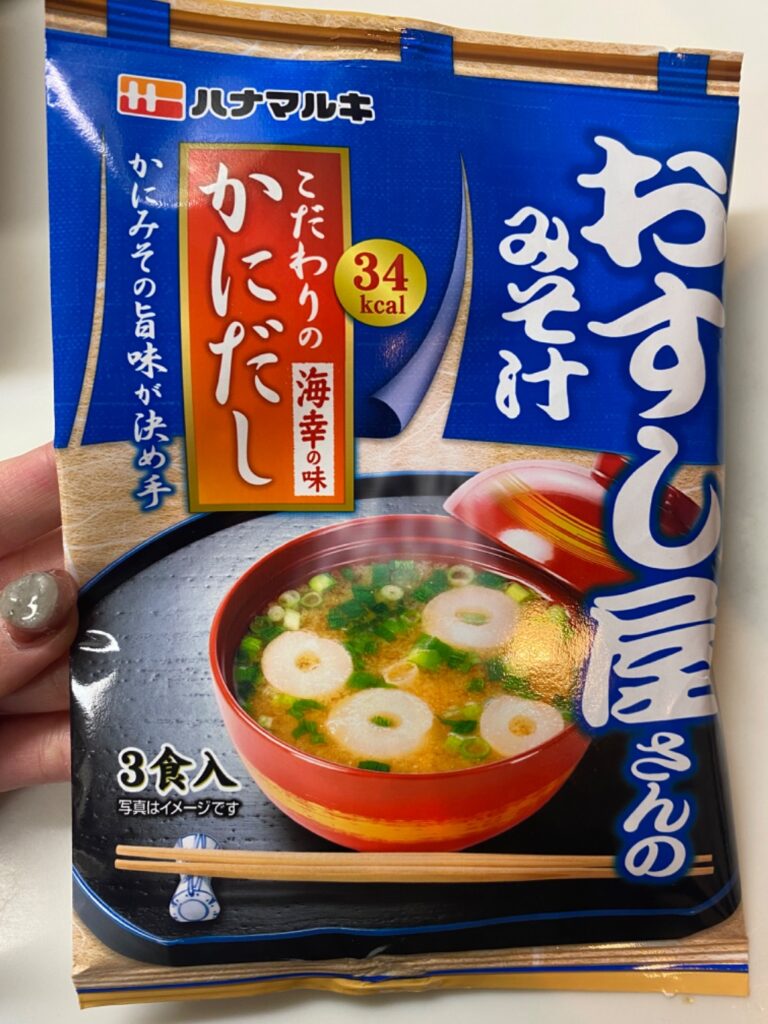 ハナマルキ
おすし屋さんの
みそ汁
34
kcal
こだわりの
海幸の味
かにだし
かにみその旨味が決め手
3食入
写真はイメージです